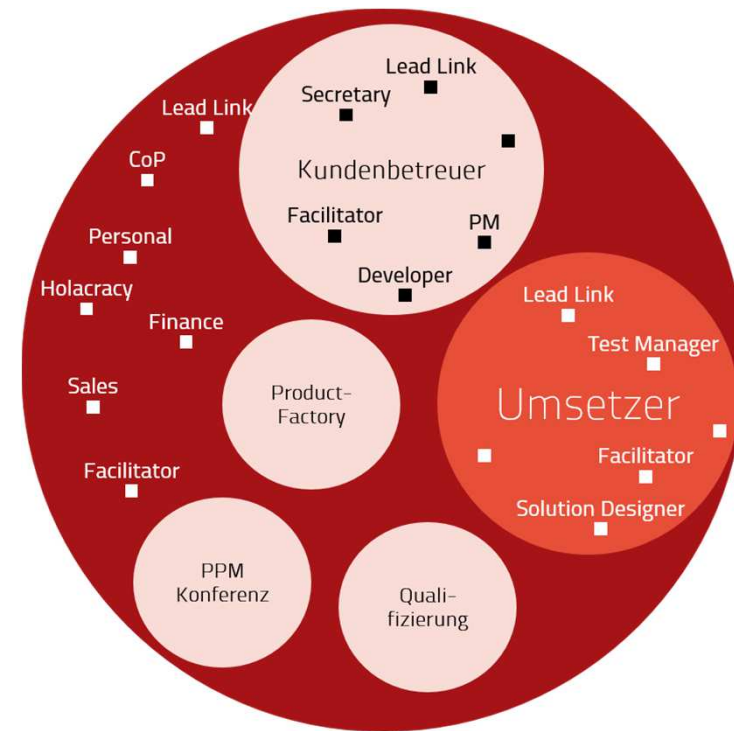 Lead Link
CoP
Personal
Holacracy
Finance
Sales
Facilitator
Lead Link
Secretary
Kundenbetreuer
Facilitator
PM
Developer
Lead Link
Test Manager
Umsetzer
Facilitator
Solution Designer
Product-
Factory
PPM
Konferenz
Quali-
fizierung